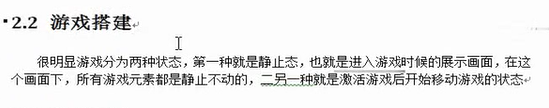 2.2 游戏搭建
很明显游戏分为两种状态，第一种就是静止态，也就是进入游戏时候的展示画面，在这
个画面下，所有游戏元素都是静止不动的，二另一种就是激活游戏后开始移动游戏的状态